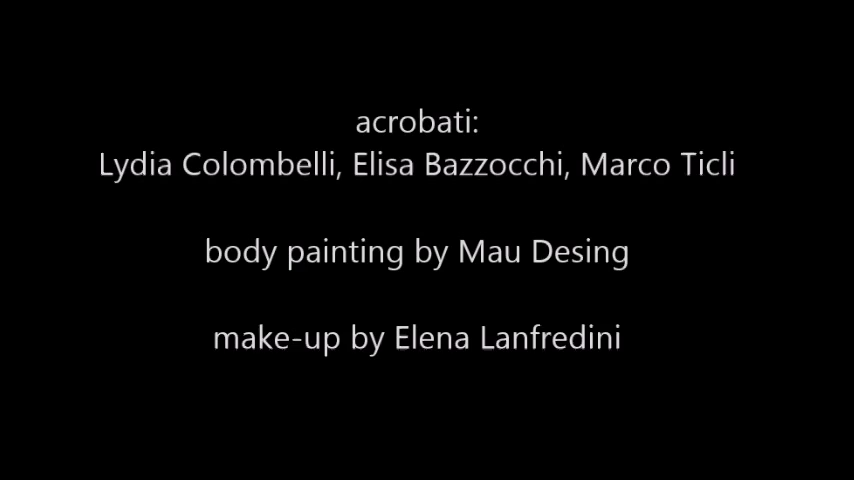 acrobati:
Lydia Colombelli, Elisa Bazzocchi, Marco Ticli
body painting by Mau Desing
make-up by Elena Lanfredini